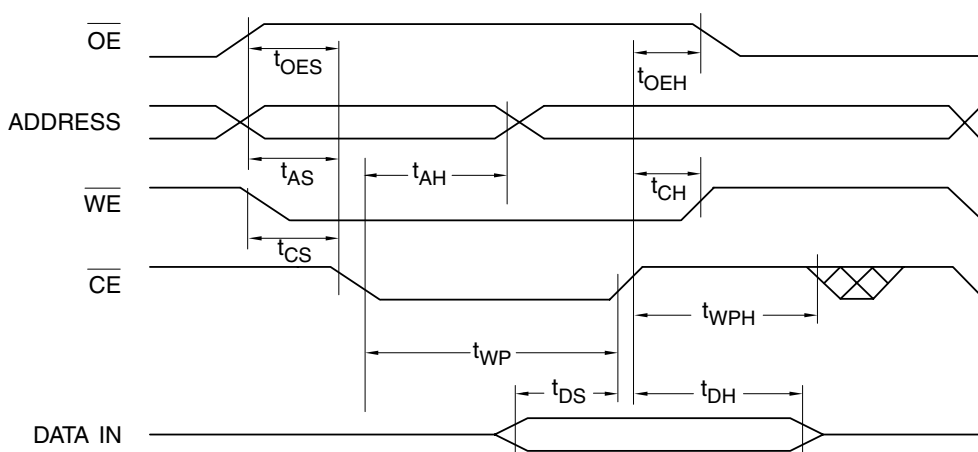 OE
tOES
tOEH
ADDRESS
tAS
tAH
WE
tCH
tCS
CE
tWPH
tWP
tDS
tDH
DATA IN